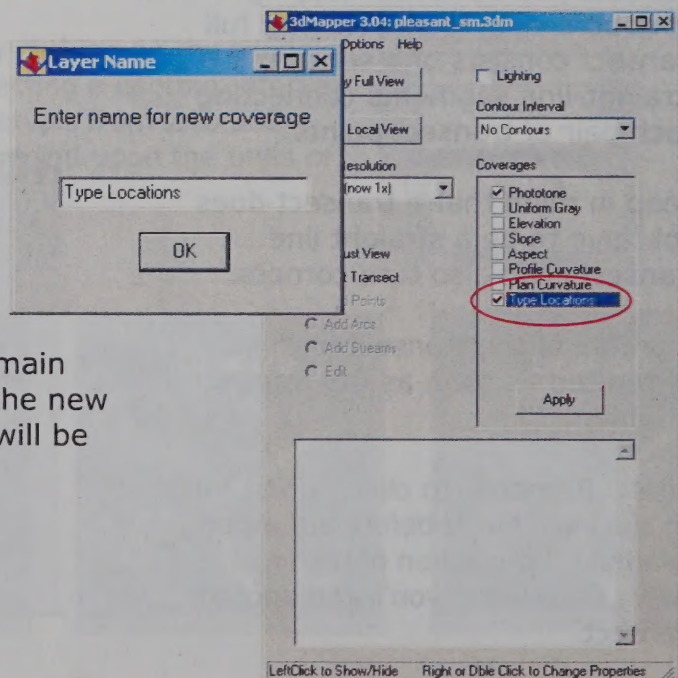 3dMapper 3.04: pleasant_sm.3dm
Options Help
y Full View
Lighting
Contour Interval
Local View
No Contours
esolution
(now 1x)
Coverages
Phototone
Uniform Gray
Elevation
Slope
Aspect
Profile Curvature
Plan Curvature
Type Locations
ust View
t Transect
Points
Add Arcs
Add Streams
Edit
Apply
LeftClick to Show/Hide Right or Dble Click to Change Properties
Layer Name
Enter name for new coverage
Type Locations
OK
main
he new
will be